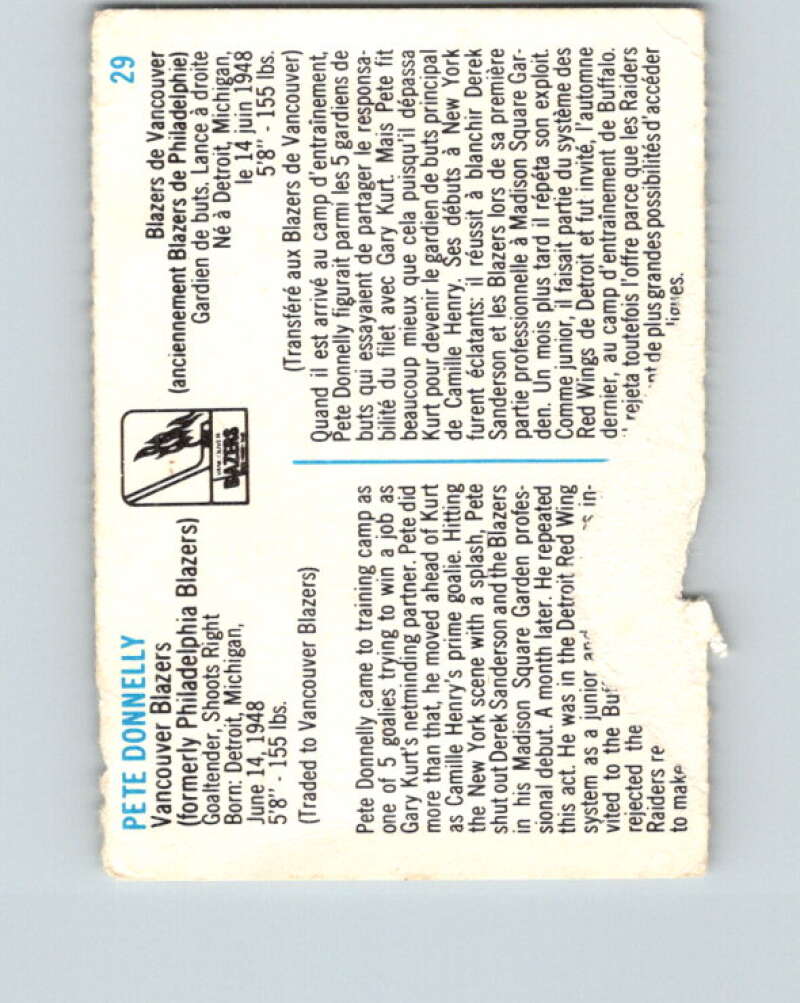 PETE DONNELLY
Vancouver Blazers
(formerly Philadelphia Blazers)
Goaltender, Shoots Right
Born: Detroit, Michigan,
June 14, 1948
5'8" - 155 lbs.
(Traded to Vancouver Blazers)
Pete Donnelly came to training camp as
one of 5 goalies trying to win a job as
Gary Kurt's netminding partner. Pete did
more than that, he moved ahead of Kurt
as Camille Henry's prime goalie. Hitting
the New York scene with a splash, Pete
shut out Derek Sanderson and the Blazers
in his Madison Square Garden profes-
sional debut. A month later. He repeated
this act. He was in the Detroit Red Wing
system as a junior and in-
vited to the Buf
rejected the
Raiders re
to make
BLAZERS
29
Blazers de Vancouver
(anciennement Blazers de Philadelphie)
Gardien de buts. Lance à droite
Né à Detroit, Michigan,
le 14 juin 1948
5'8" - 155 lbs.
(Transféré aux Blazers de Vancouver)
Quand il est arrivé au camp d'entraînement,
Pete Donnelly figurait parmi les 5 gardiens de
buts qui essayaient de partager le responsa-
bilité du filet avec Gary Kurt. Mais Pete fit
beaucoup mieux que cela puisqu'il dépassa
Kurt pour devenir le gardien de buts principal
de Camille Henry. Ses débuts à New York
furent éclatants: il réussit à blanchir Derek
Sanderson et les Blazers lors de sa première
partie professionnelle à Madison Square Gar-
den. Un mois plus tard il répéta son exploit.
Comme junior, il faisait partie du système des
Red Wings de Detroit et fut invité, l'automne
dernier, au camp d'entraînement de Buffalo.
rejeta toutefois l'offre parce que les Raiders
nt de plus grandes possibilités d'accéder
ligues.